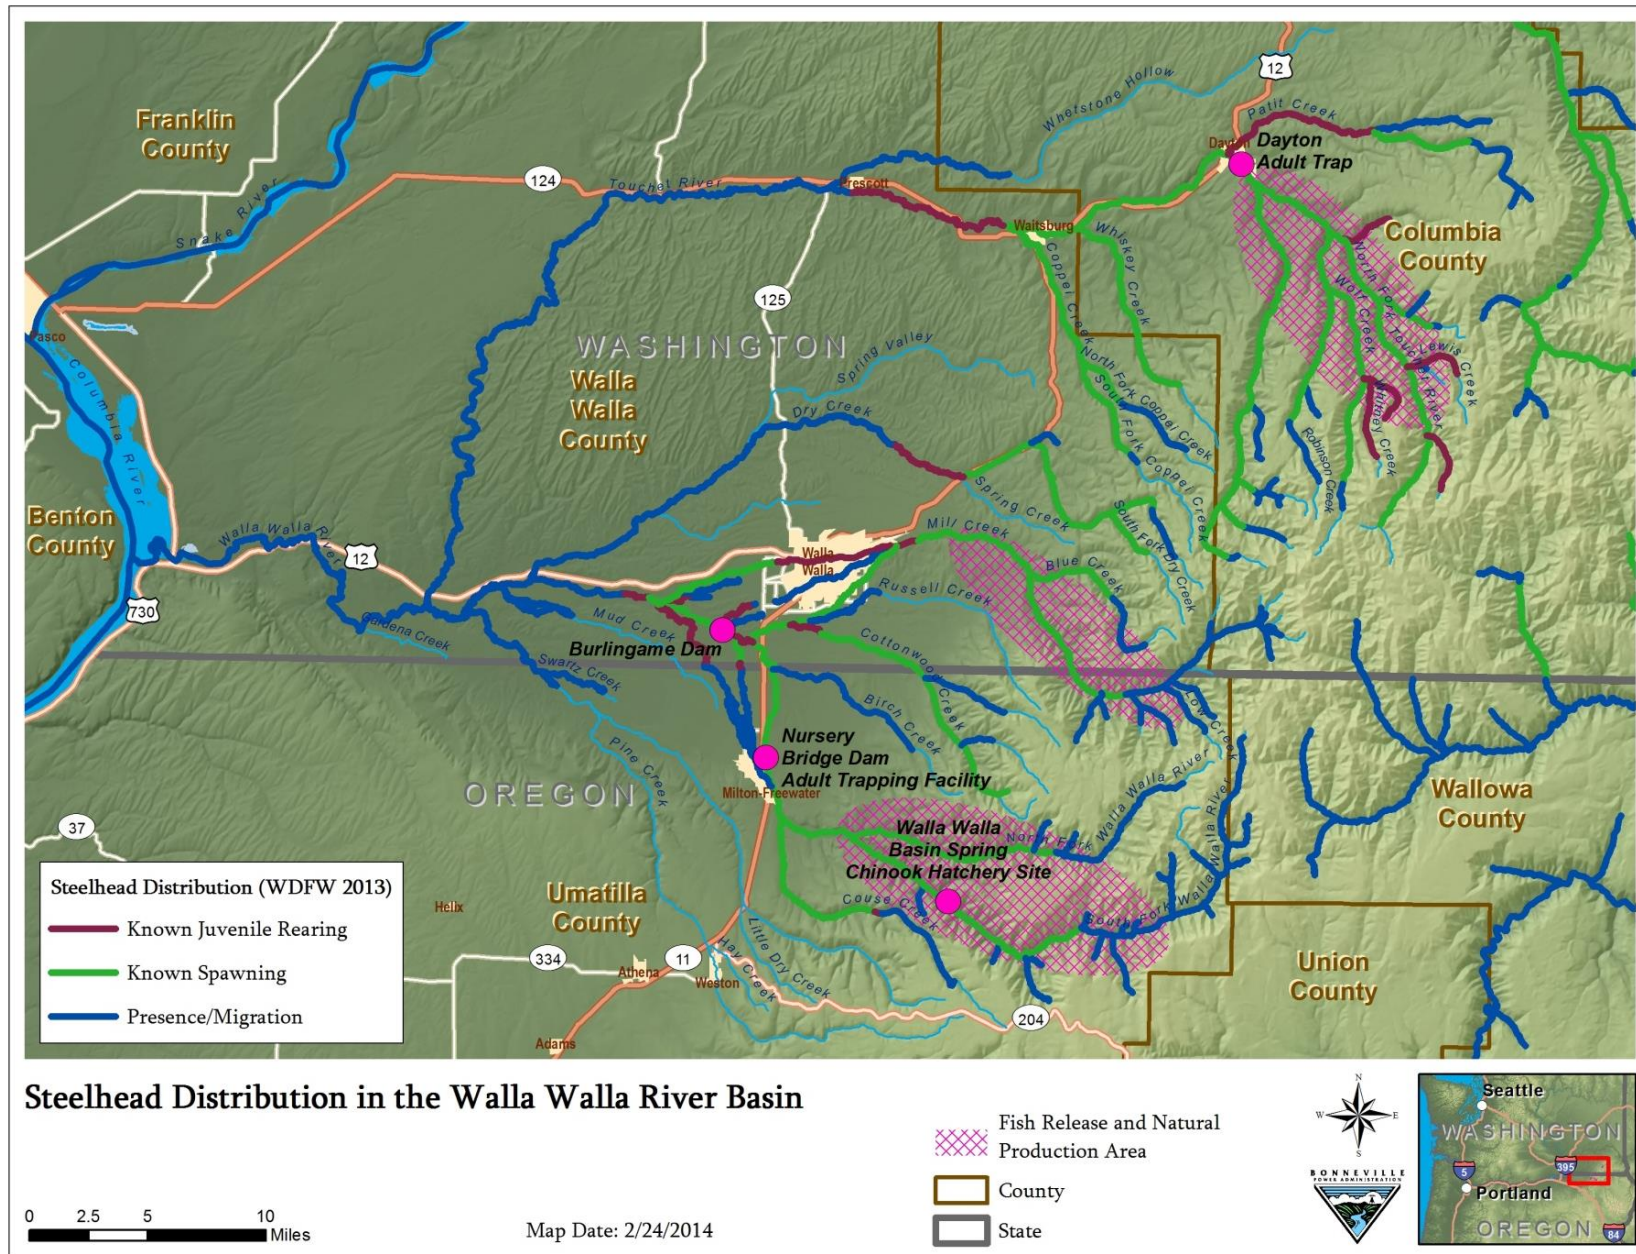 Franklin
County
Snake River
124
Touchet River
Prescott
Whetstone Hollow
12
Patit Creek
Dayton
Dayton
Adult Trap
Waitsburg
Whiskey Creek
Coppei Creek
Columbia
County
North Fork Touchet River
Wolf Creek
Lewis Creek
Whitney Creek
Robinson Creek
Pasco
Columbia River
125
WASHINGTON
Walla
Walla
County
Spring Valley
Dry Creek
North Fork Coppei Creek
South Fork Coppei Creek
Spring Creek
South Fork Dry Creek
Mill Creek
Blue Creek
Benton
County
Walla Walla River
12
730
Walla
Walla
Russell Creek
Gardena Creek
Mud Creek
Burlingame Dam
Cottonwood Creek
Swartz Creek
Birch Creek
Low Creek
Pine Creek
Nursery
Bridge Dam
Adult Trapping Facility
Milton-Freewater
OREGON
37
Wallowa
County
Walla Walla
Basin Spring
Chinook Hatchery Site
North Fork Walla Walla River
South Fork Walla Walla River
Couse Creek
Umatilla
County
Helix
Little Dry Creek
Hay Creek
334
11
Athena
Weston
204
Adams
Union
County
Steelhead Distribution (WDFW 2013)
Known Juvenile Rearing
Known Spawning
Presence/Migration
Steelhead Distribution in the Walla Walla River Basin
0 2.5 5 10
Miles
Map Date: 2/24/2014
Fish Release and Natural
Production Area
County
State
N
W E
S
BONNEVILLE
POWER ADMINISTRATION
Seattle
WASHINGTON
5
395
Portland
OREGON
84